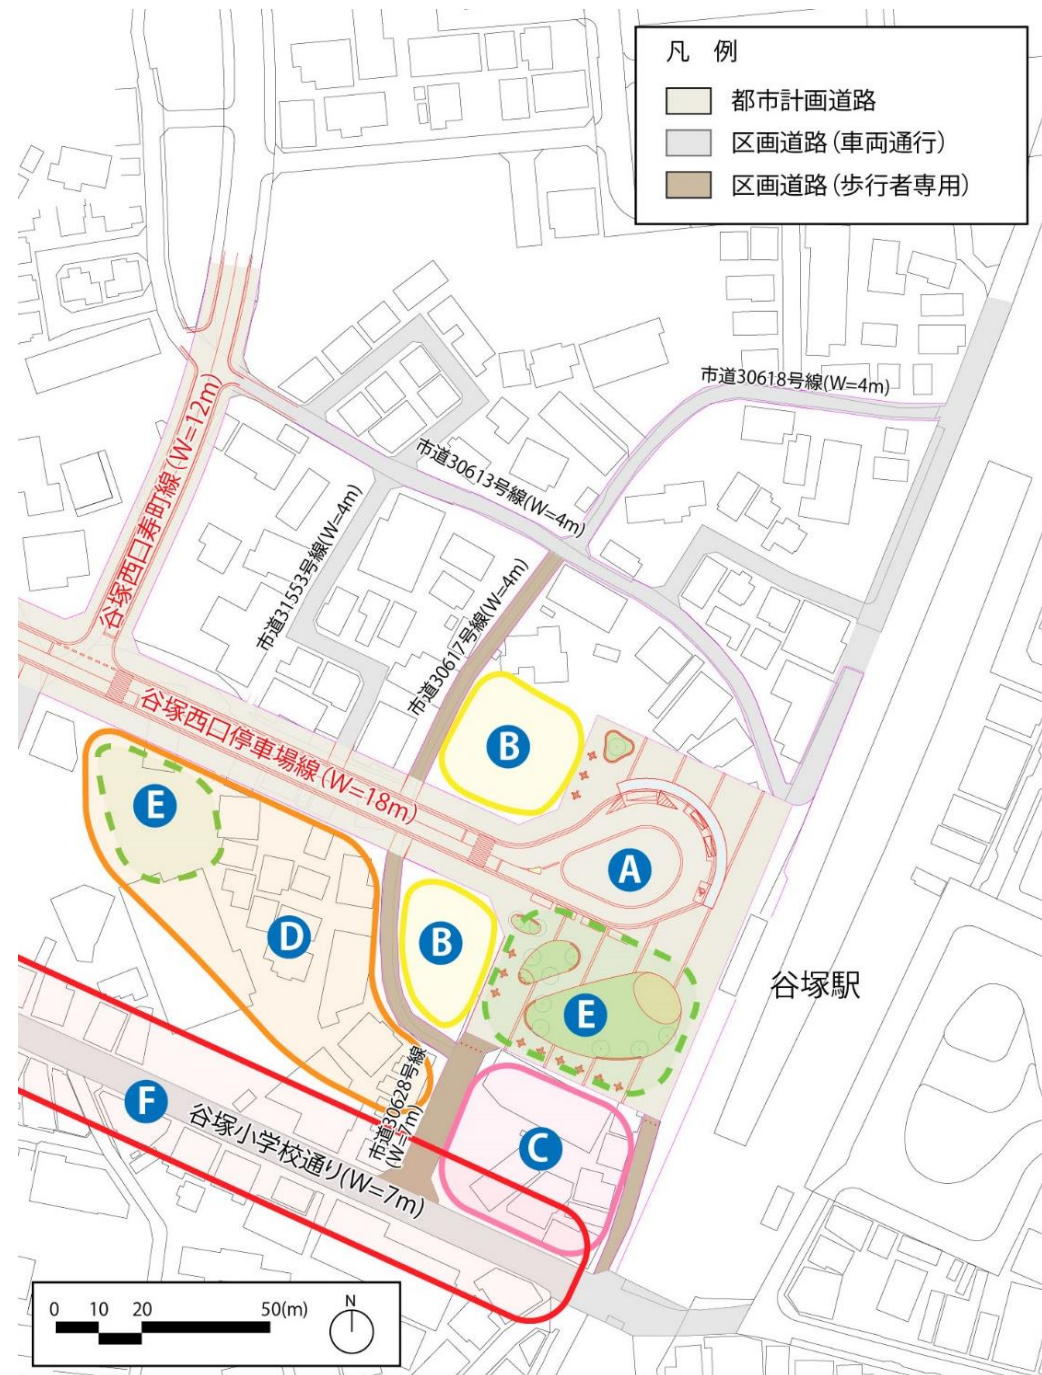 凡 例
都市計画道路
区画道路(車両通行)
区画道路(歩行者専用)
市道30618号線(W=4m)
谷塚西口寿町線(W=12m)
市道30613号線(W=4m)
市道31553号線(W=4m)
市道30617号線(W=4m)
谷塚西口停車場線(W=18m)
B
E
A
D
B
谷塚駅
E
市道30628号線
(W=7m)
F
谷塚小学校通り(W=7m)
C
0 10 20 50(m)
N